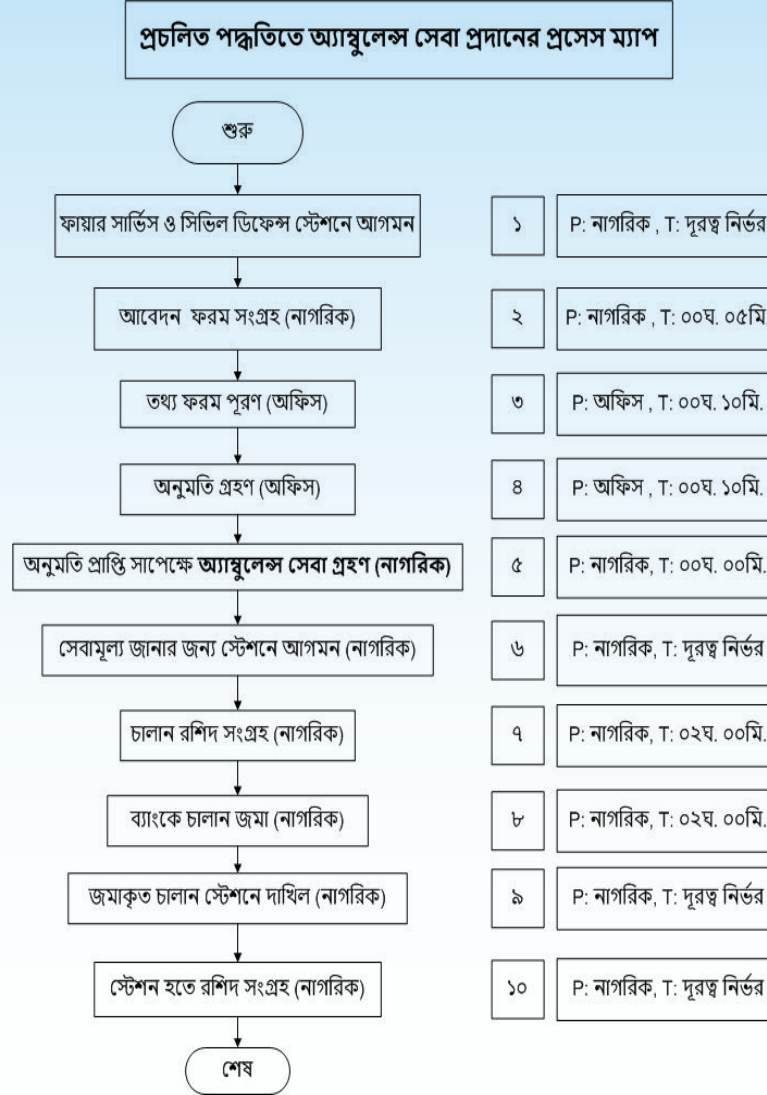 প্রচলিত পদ্ধতিতে অ্যাম্বুলেন্স সেবা প্রদানের প্রসেস ম্যাপ
শুরু
ফায়ার সার্ভিস ও সিভিল ডিফেন্স স্টেশনে আগমন
১
P: নাগরিক , T: দূরত্ব নির্ভর
আবেদন ফরম সংগ্রহ (নাগরিক)
২
P: নাগরিক , T: ০০ঘ. ০৫মি
তথ্য ফরম পূরণ (অফিস)
৩
P: অফিস , T: ০০ঘ. ১০মি.
অনুমতি গ্রহণ (অফিস)
৪
P: অফিস , T: ০০ঘ. ১০মি.
অনুমতি প্রাপ্তি সাপেক্ষে অ্যাম্বুলেন্স সেবা গ্রহণ (নাগরিক)
৫
P: নাগরিক, T: ০০ঘ. ০০মি.
সেবামূল্য জানার জন্য স্টেশনে আগমন (নাগরিক)
৬
P: নাগরিক, T: দূরত্ব নির্ভর
চালান রশিদ সংগ্রহ (নাগরিক)
৭
P: নাগরিক, T: ০২ঘ. ০০মি.
ব্যাংকে চালান জমা (নাগরিক)
৮
P: নাগরিক, T: ০২ঘ. ০০মি.
জমাকৃত চালান স্টেশনে দাখিল (নাগরিক)
৯
P: নাগরিক, T: দূরত্ব নির্ভর
স্টেশন হতে রশিদ সংগ্রহ (নাগরিক)
১০
P: নাগরিক, T: দূরত্ব নির্ভর
শেষ